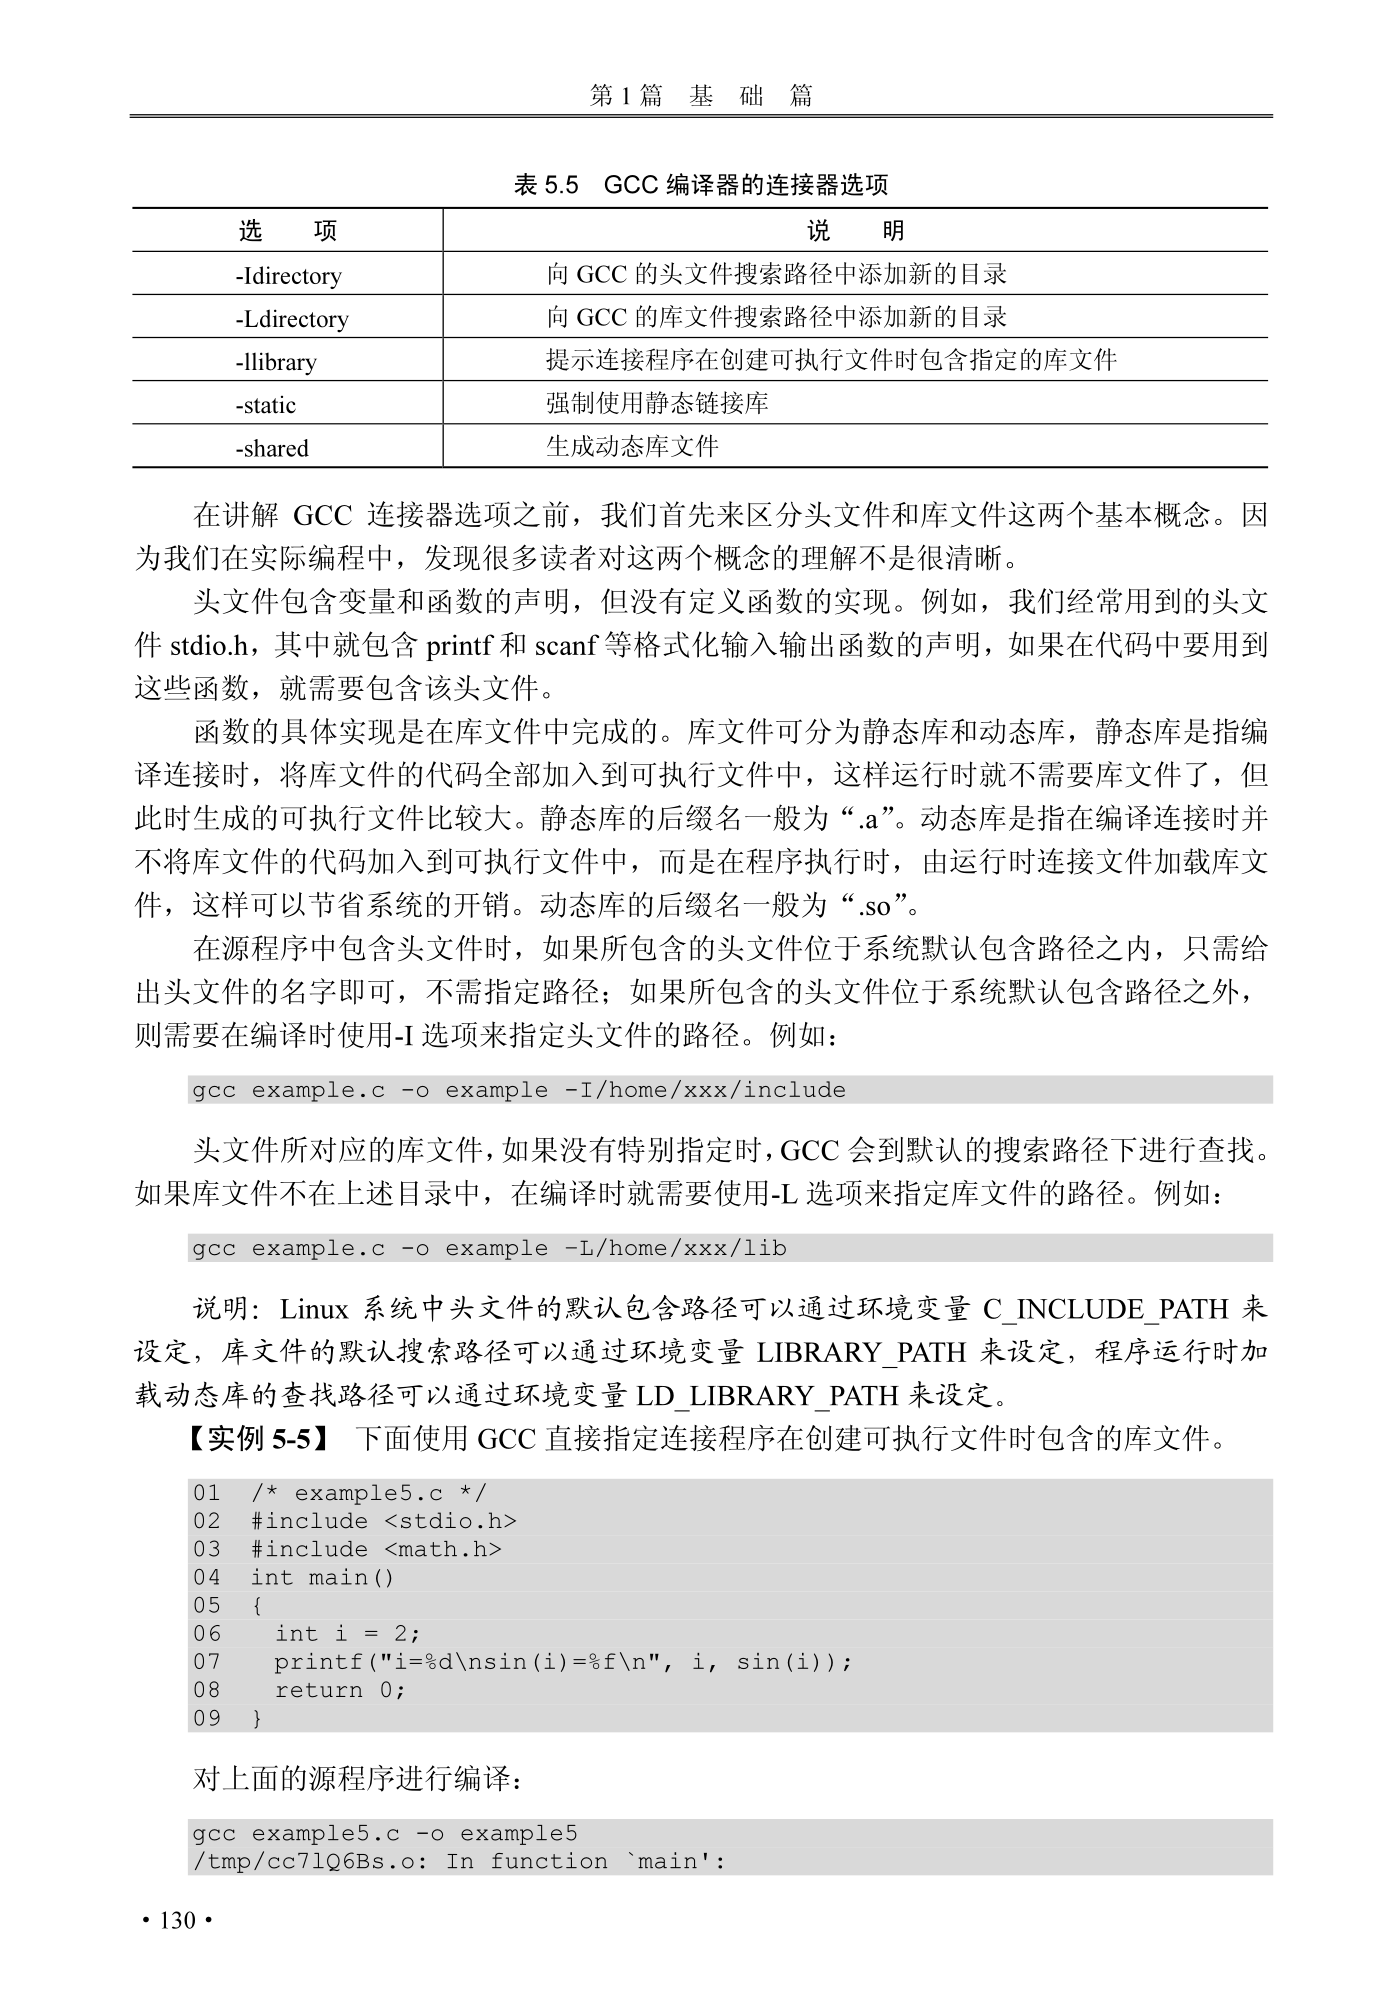 第 1 篇　基　础　篇
表 5.5　GCC 编译器的连接器选项
选　　项　　说　　明
-Idirectory　　向 GCC 的头文件搜索路径中添加新的目录
-Ldirectory　　向 GCC 的库文件搜索路径中添加新的目录
-llibrary　　提示连接程序在创建可执行文件时包含指定的库文件
-static　　强制使用静态链接库
-shared　　生成动态库文件
在讲解 GCC 连接器选项之前，我们首先来区分头文件和库文件这两个基本概念。因
为我们在实际编程中，发现很多读者对这两个概念的理解不是很清晰。
头文件包含变量和函数的声明，但没有定义函数的实现。例如，我们经常用到的头文
件 stdio.h，其中就包含 printf 和 scanf 等格式化输入输出函数的声明，如果在代码中要用到
这些函数，就需要包含该头文件。
函数的具体实现是在库文件中完成的。库文件可分为静态库和动态库，静态库是指编
译连接时，将库文件的代码全部加入到可执行文件中，这样运行时就不需要库文件了，但
此时生成的可执行文件比较大。静态库的后缀名一般为“.a”。动态库是指在编译连接时并
不将库文件的代码加入到可执行文件中，而是在程序执行时，由运行时连接文件加载库文
件，这样可以节省系统的开销。动态库的后缀名一般为“.so”。
在源程序中包含头文件时，如果所包含的头文件位于系统默认包含路径之内，只需给
出头文件的名字即可，不需指定路径；如果所包含的头文件位于系统默认包含路径之外，
则需要在编译时使用-I 选项来指定头文件的路径。例如：
gcc example.c -o example -I/home/xxx/include
头文件所对应的库文件，如果没有特别指定时，GCC 会到默认的搜索路径下进行查找。
如果库文件不在上述目录中，在编译时就需要使用-L 选项来指定库文件的路径。例如：
gcc example.c -o example –L/home/xxx/lib
说明：Linux 系统中头文件的默认包含路径可以通过环境变量 C_INCLUDE_PATH 来
设定，库文件的默认搜索路径可以通过环境变量 LIBRARY_PATH 来设定，程序运行时加
载动态库的查找路径可以通过环境变量 LD_LIBRARY_PATH 来设定。
【实例 5-5】　下面使用 GCC 直接指定连接程序在创建可执行文件时包含的库文件。
01  /* example5.c */
02  #include <stdio.h>
03  #include <math.h>
04  int main()
05  {
06    int i = 2;
07    printf("i=%d\nsin(i)=%f\n", i, sin(i));
08    return 0;
09  }
对上面的源程序进行编译：
gcc example5.c -o example5
/tmp/cc7lQ6Bs.o: In function `main':
· 130 ·